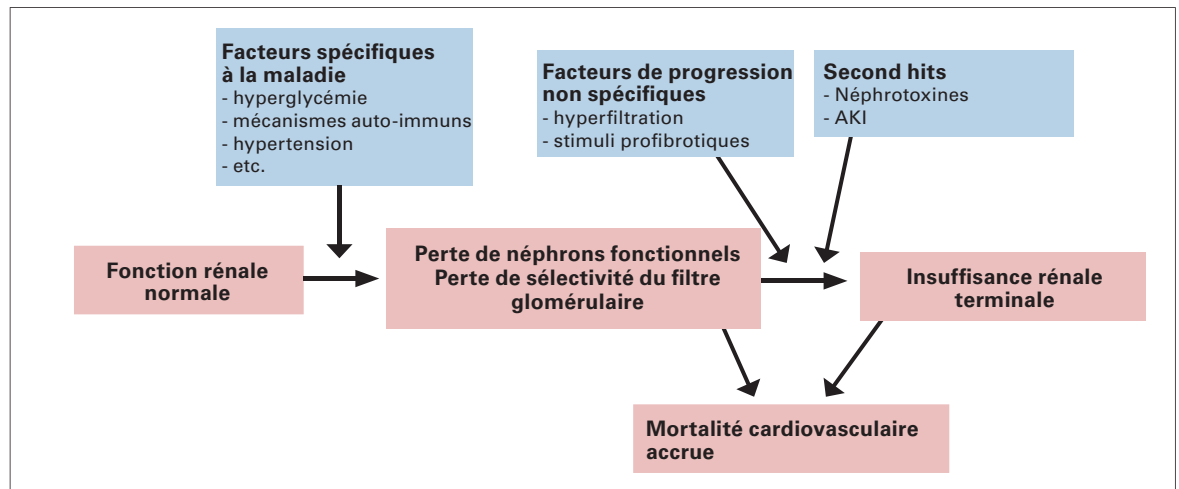 Facteurs spécifiques
à la maladie
- hyperglycémie
- mécanismes auto-immuns
- hypertension
- etc.
Facteurs de progression
non spécifiques
- hyperfiltration
- stimuli profibrotiques
Second hits
- Néphrotoxines
- AKI
Fonction rénale
normale
Perte de néphrons fonctionnels
Perte de sélectivité du filtre
glomérulaire
Insuffisance rénale
terminale
Mortalité cardiovasculaire
accrue